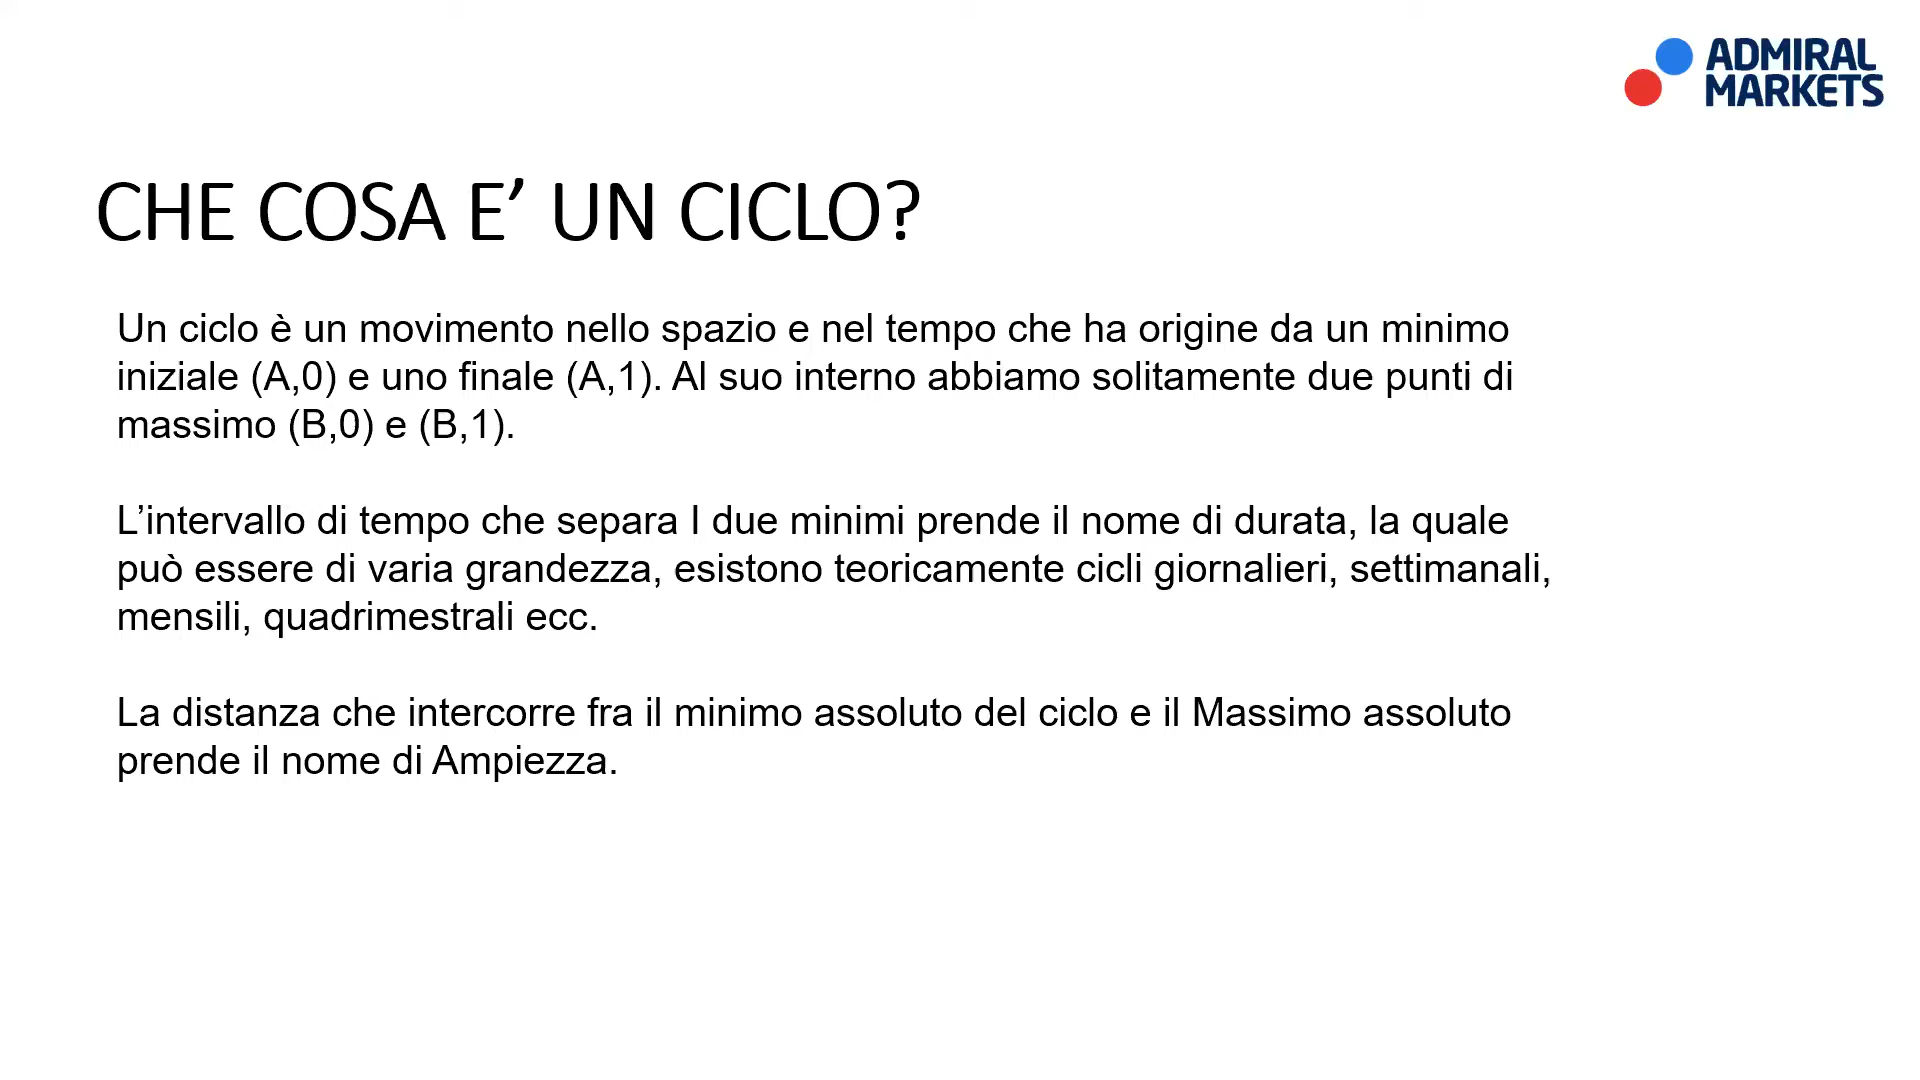 ADMIRAL
MARKETS
CHE COSA E’ UN CICLO?
Un ciclo è un movimento nello spazio e nel tempo che ha origine da un minimo
iniziale (A,0) e uno finale (A,1). Al suo interno abbiamo solitamente due punti di
massimo (B,0) e (B,1).
L’intervallo di tempo che separa I due minimi prende il nome di durata, la quale
può essere di varia grandezza, esistono teoricamente cicli giornalieri, settimanali,
mensili, quadrimestrali ecc.
La distanza che intercorre fra il minimo assoluto del ciclo e il Massimo assoluto
prende il nome di Ampiezza.